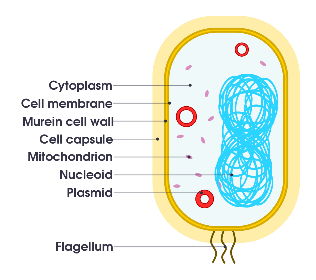 Cytoplasm
Cell membrane
Murein cell wall
Cell capsule
Mitochondrion
Nucleoid
Plasmid
Flagellum